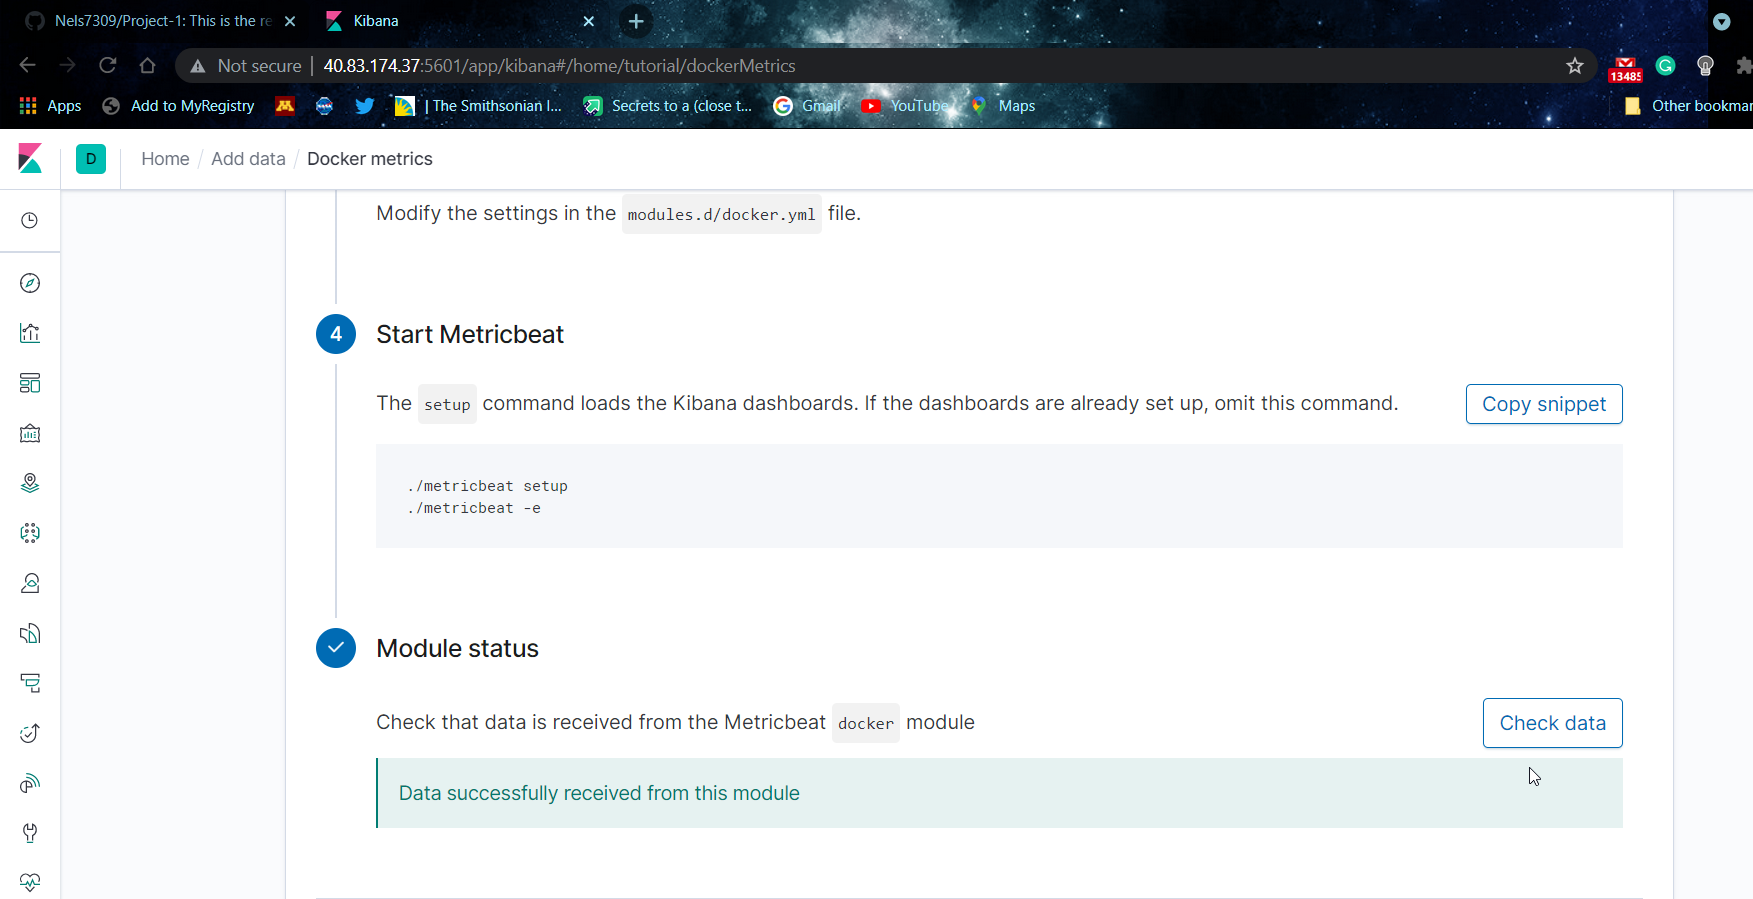 Nels7309/Project-1: This is the re
Kibana
Not secure | 40.83.174.37:5601/app/kibana#/home/tutorial/dockerMetrics
13485
G
Apps
Add to MyRegistry
M
NASA
| The Smithsonian I...
Secrets to a (close t...
Gmail
YouTube
Maps
Other bookmar
D
Home / Add data / Docker metrics
Modify the settings in the modules.d/docker.yml file.
4
Start Metricbeat
The setup command loads the Kibana dashboards. If the dashboards are already set up, omit this command.
Copy snippet
./metricbeat setup
./metricbeat -e
Module status
Check that data is received from the Metricbeat docker module
Check data
Data successfully received from this module